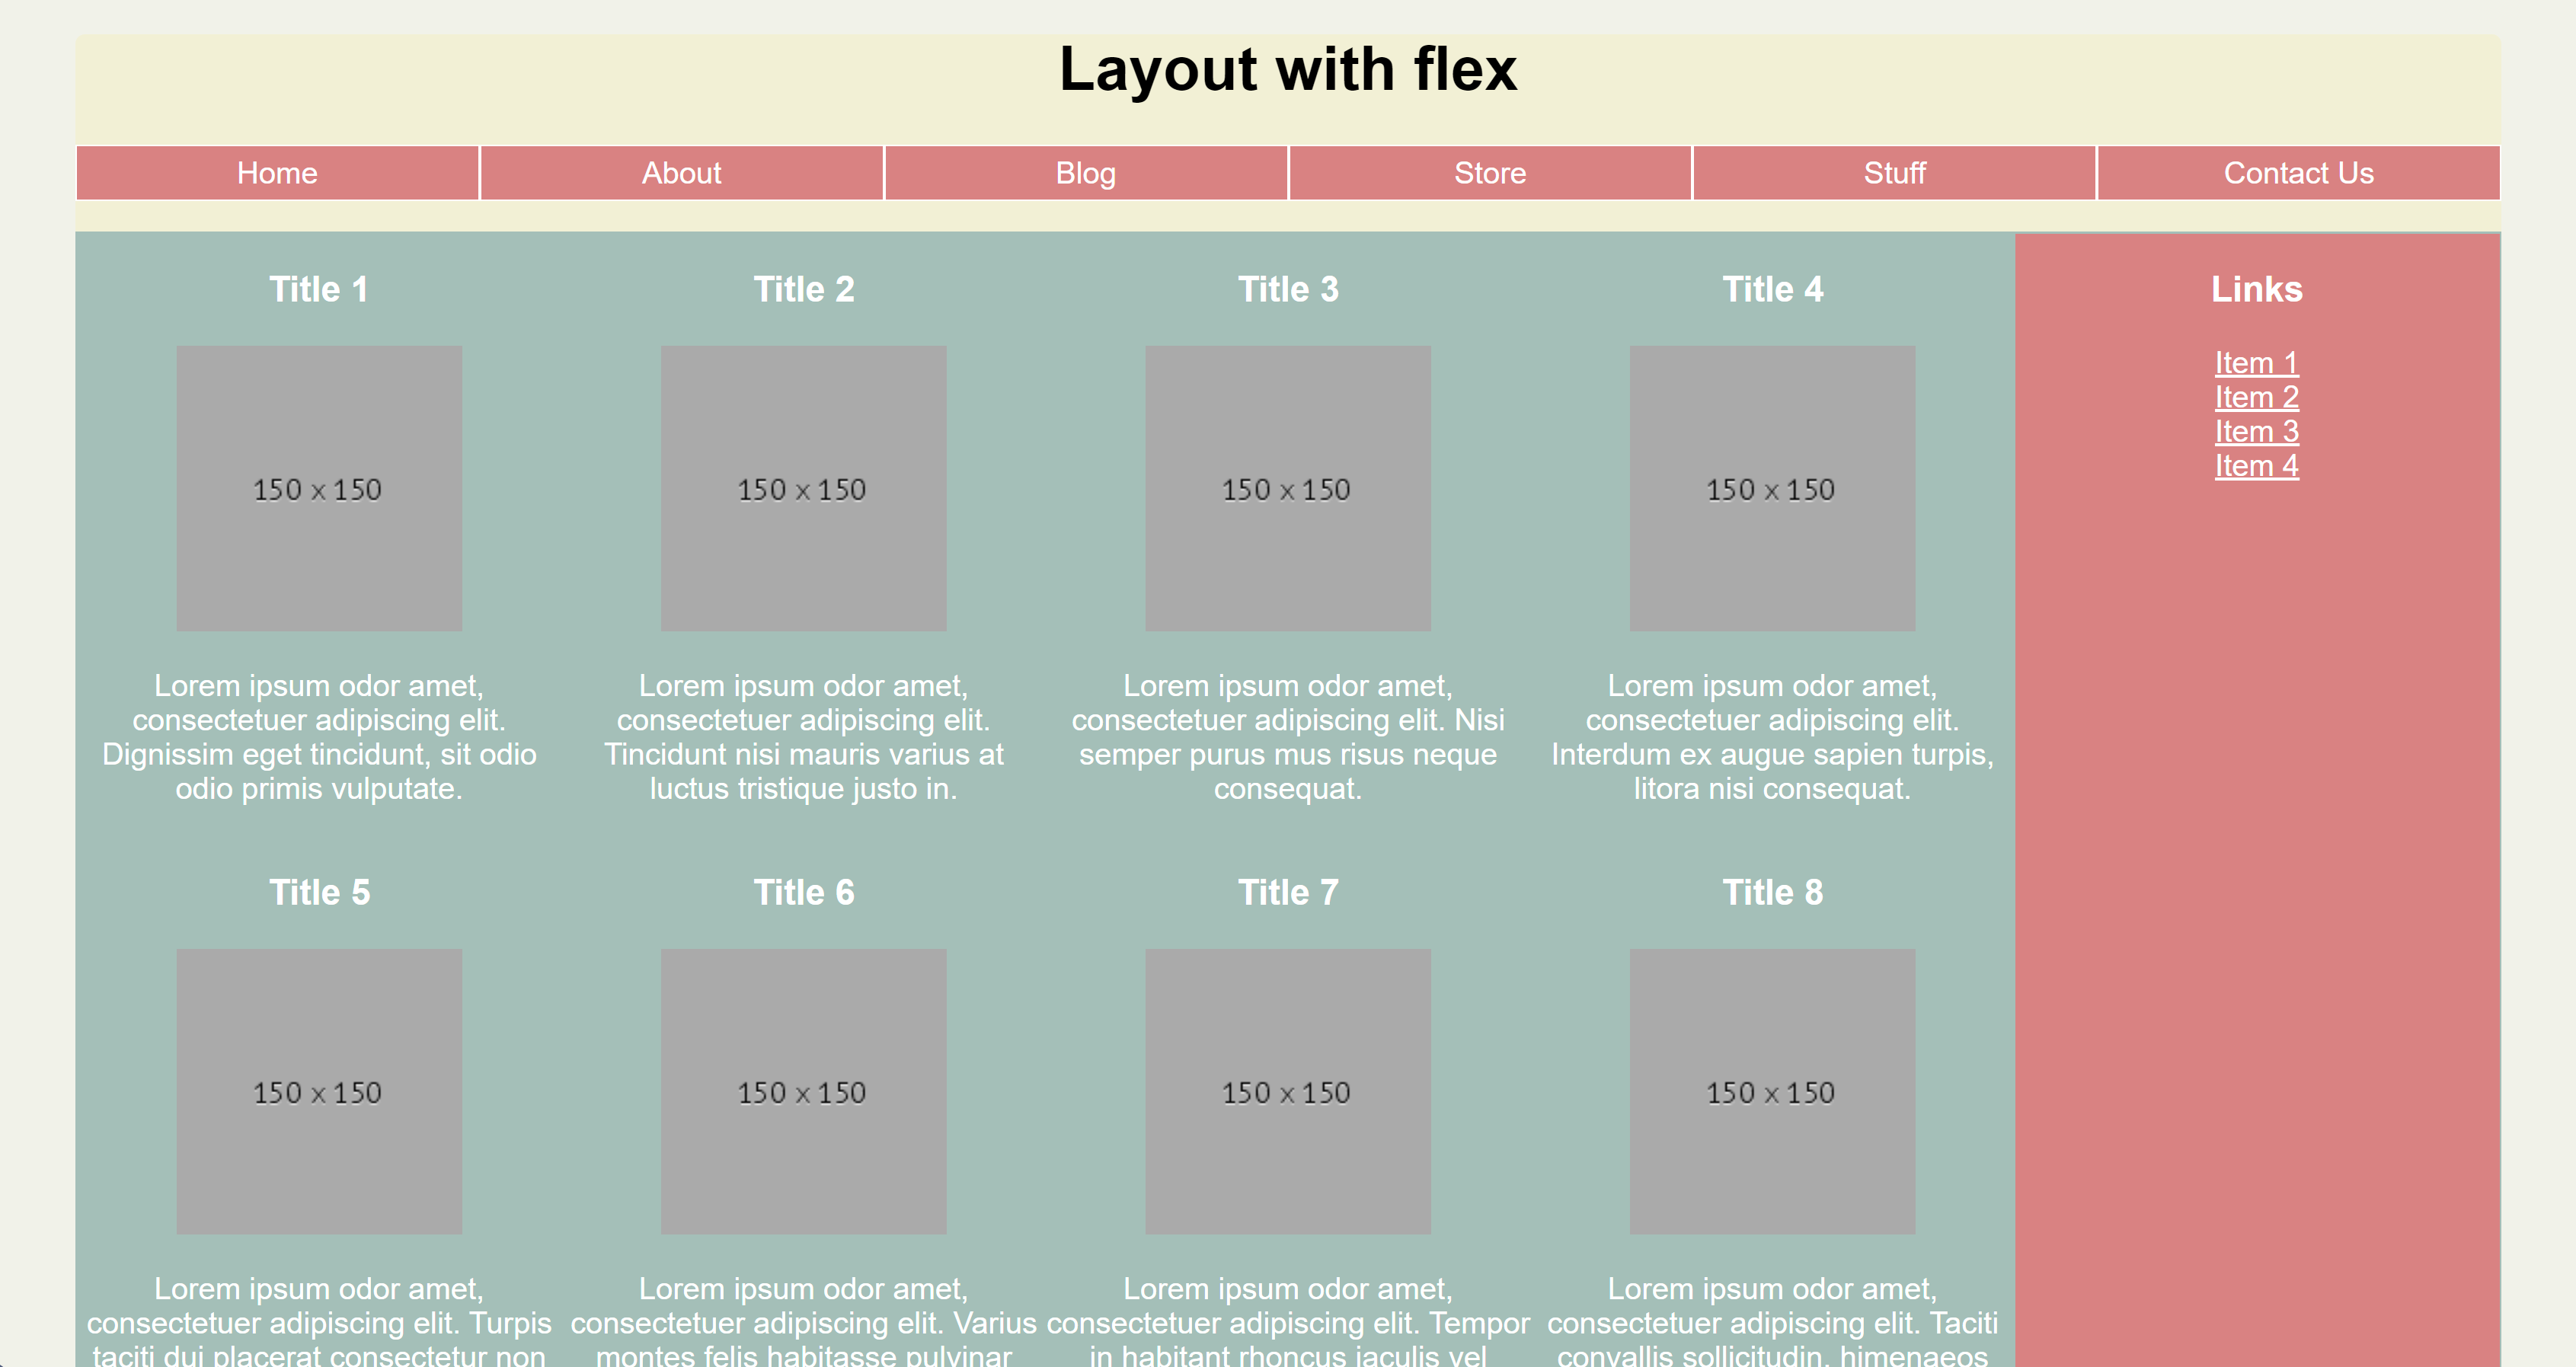 Layout with flex
Home
About
Blog
Store
Stuff
Contact Us
Title 1
150 x 150
Lorem ipsum odor amet,
consectetuer adipiscing elit.
Dignissim eget tincidunt, sit odio
odio primis vulputate.
Title 2
150 x 150
Lorem ipsum odor amet,
consectetuer adipiscing elit.
Tincidunt nisi mauris varius at
luctus tristique justo in.
Title 3
150 x 150
Lorem ipsum odor amet,
consectetuer adipiscing elit. Nisi
semper purus mus risus neque
consequat.
Title 4
150 x 150
Lorem ipsum odor amet,
consectetuer adipiscing elit.
Interdum ex augue sapien turpis,
litora nisi consequat.
Links
Item 1
Item 2
Item 3
Item 4
Title 5
150 x 150
Lorem ipsum odor amet,
consectetuer adipiscing elit. Turpis
taciti dui placerat consectetur non
Title 6
150 x 150
Lorem ipsum odor amet,
consectetuer adipiscing elit. Varius
montes felis habitasse pulvinar
Title 7
150 x 150
Lorem ipsum odor amet,
consectetuer adipiscing elit. Tempor
in habitant rhoncus iaculis vel
Title 8
150 x 150
Lorem ipsum odor amet,
consectetuer adipiscing elit. Taciti
convallis sollicitudin, himenaeos